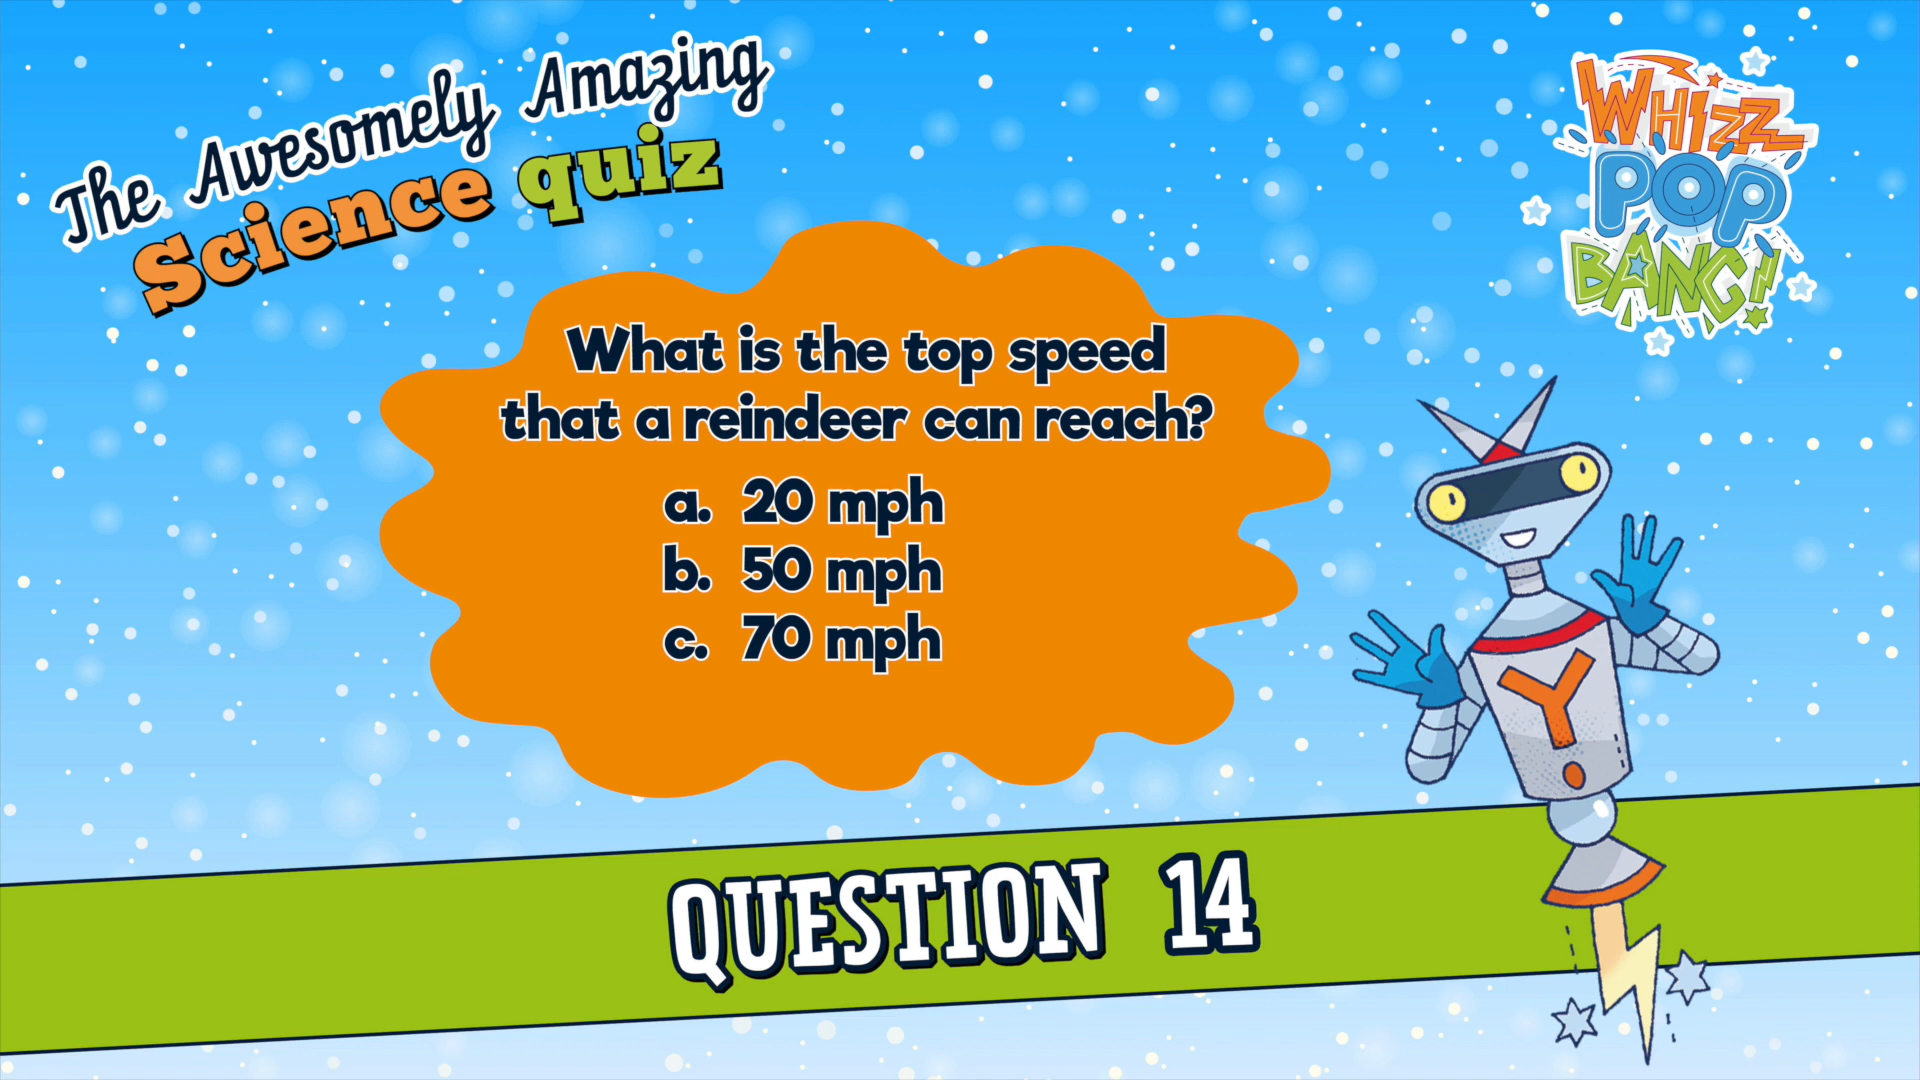 The Awesomely Amazing
Science quiz
WHIZZ
POP
BANG!
What is the top speed
that a reindeer can reach?
a. 20 mph
b. 50 mph
c. 70 mph
Y
QUESTION 14